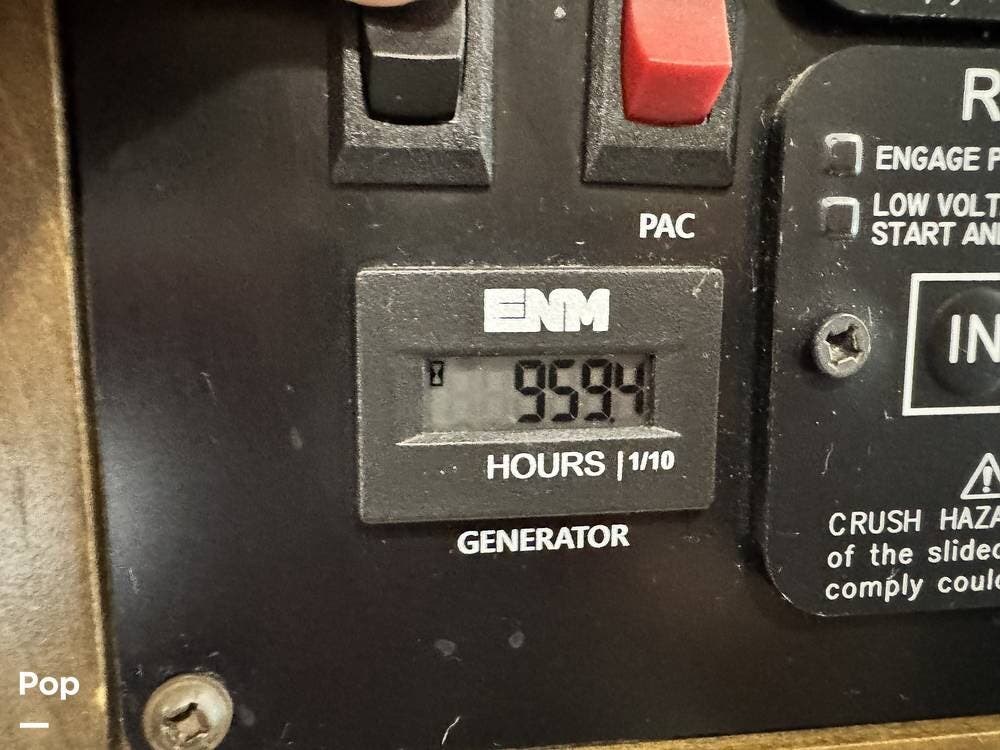 PAC
R
ENGAGE P
LOW VOLT
START AN
ENM
959.4
HOURS | 1/10
IN
GENERATOR
CRUSH HAZA
of the slide
comply coul
Pop